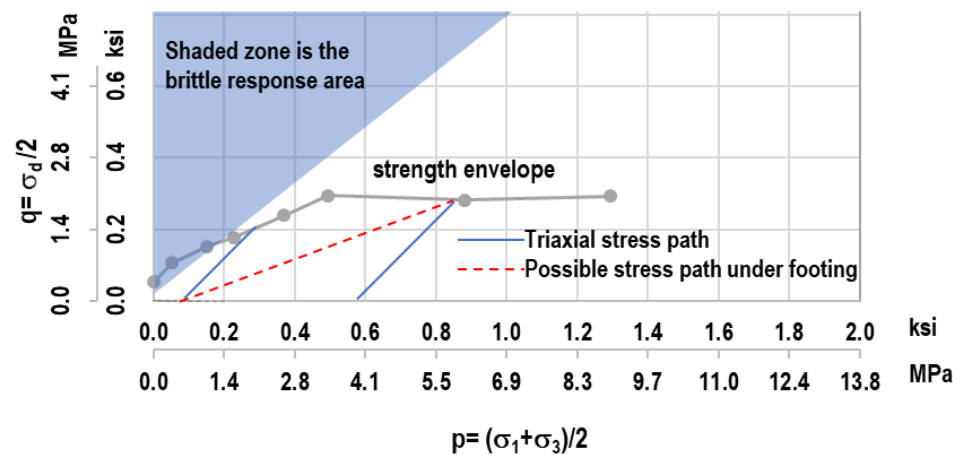 MPa
ksi
Shaded zone is the
brittle response area
4.1
0.6
2.8
0.4
strength envelope
q= σd/2
1.4
0.2
Triaxial stress path
Possible stress path under footing
0.0
0.0
0.0 0.2 0.4 0.6 0.8 1.0 1.2 1.4 1.6 1.8 2.0 ksi
0.0 1.4 2.8 4.1 5.5 6.9 8.3 9.7 11.0 12.4 13.8 MPa
p= (σ1+σ3)/2